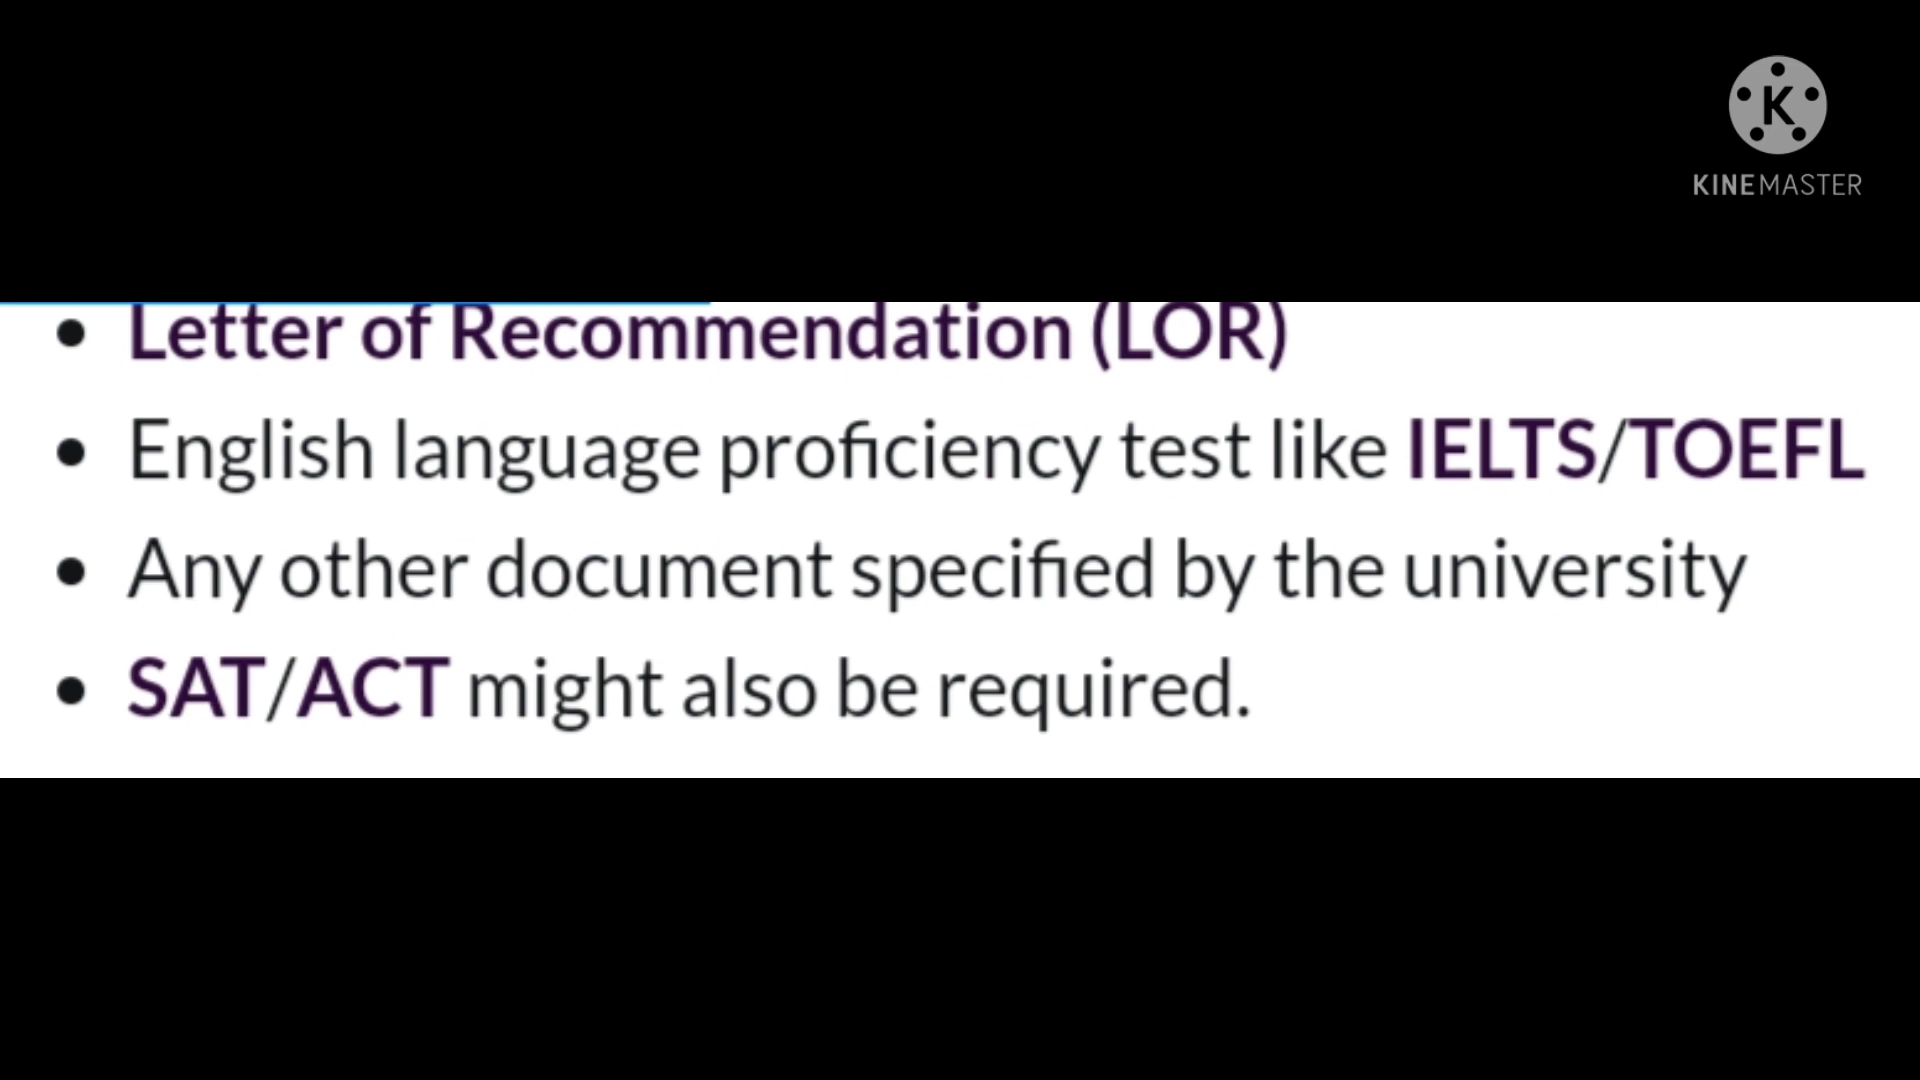 K
KINEMASTER
• Letter of Recommendation (LOR)
• English language proficiency test like IELTS/TOEFL
• Any other document specified by the university
• SAT/ACT might also be required.